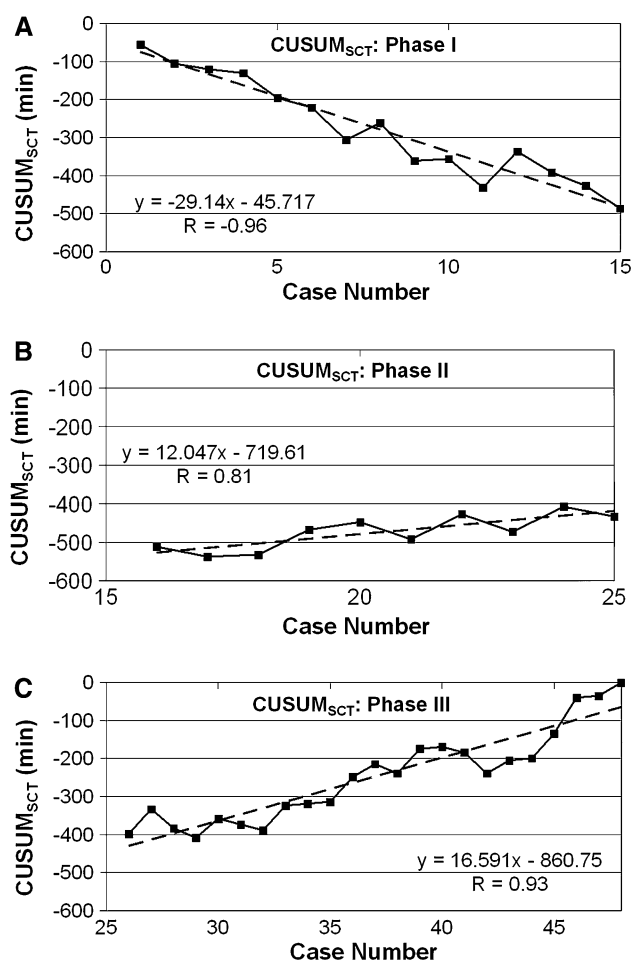 A
CUSUMSCT: Phase I
CUSUMSCT (min)
0
-100
-200
-300
-400
-500
-600
y = -29.14x - 45.717
R = -0.96
0 5 10 15
Case Number
B
CUSUMSCT: Phase II
CUSUMSCT (min)
0
-100
-200
-300
-400
-500
-600
y = 12.047x - 719.61
R = 0.81
15 20 25
Case Number
C
CUSUMSCT: Phase III
CUSUMSCT (min)
0
-100
-200
-300
-400
-500
-600
y = 16.591x - 860.75
R = 0.93
25 30 35 40 45
Case Number